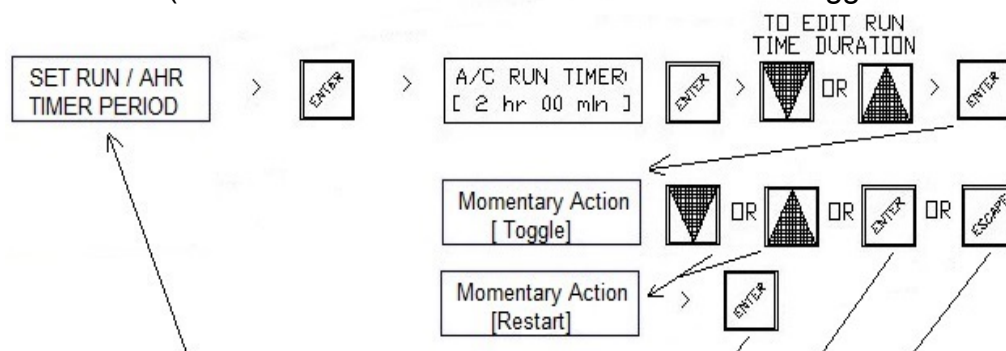 TO EDIT RUN
TIME DURATION
SET RUN / AHR
TIMER PERIOD
>
ENTER
>
A/C RUN TIMER
[ 2 hr 00 min ]
ENTER
>
OR
>
ENTER
Momentary Action
[ Toggle]
OR
OR
ENTER
OR
ESCAPE
Momentary Action
[Restart]
>
ENTER